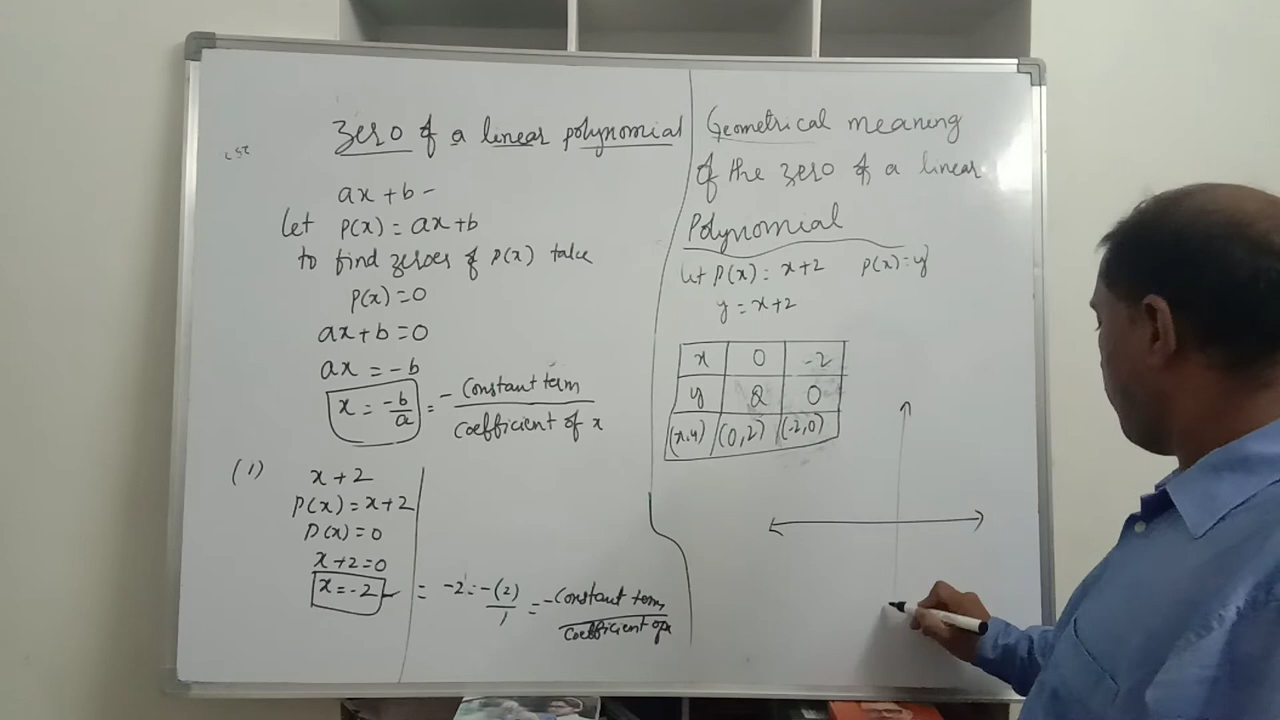 Zero of a linear polynomial
ax + b -
let P(x) = ax+b
to find zeroes of P(x) take
P(x) = 0
ax + b = 0
ax = -b
x = -b/a = - Constant term / coefficient of x
(1) x + 2
P(x) = x+2
P(x) = 0
x + 2 = 0
x = -2 = -2 = -(2)/1 = - Constant term / coefficient of x
Geometrical meaning
of the zero of a linear
Polynomial
let P(x) = x+2 P(x) = y
y = x+2
x 0 -2
y 2 0
(x,y) (0,2) (-2,0)